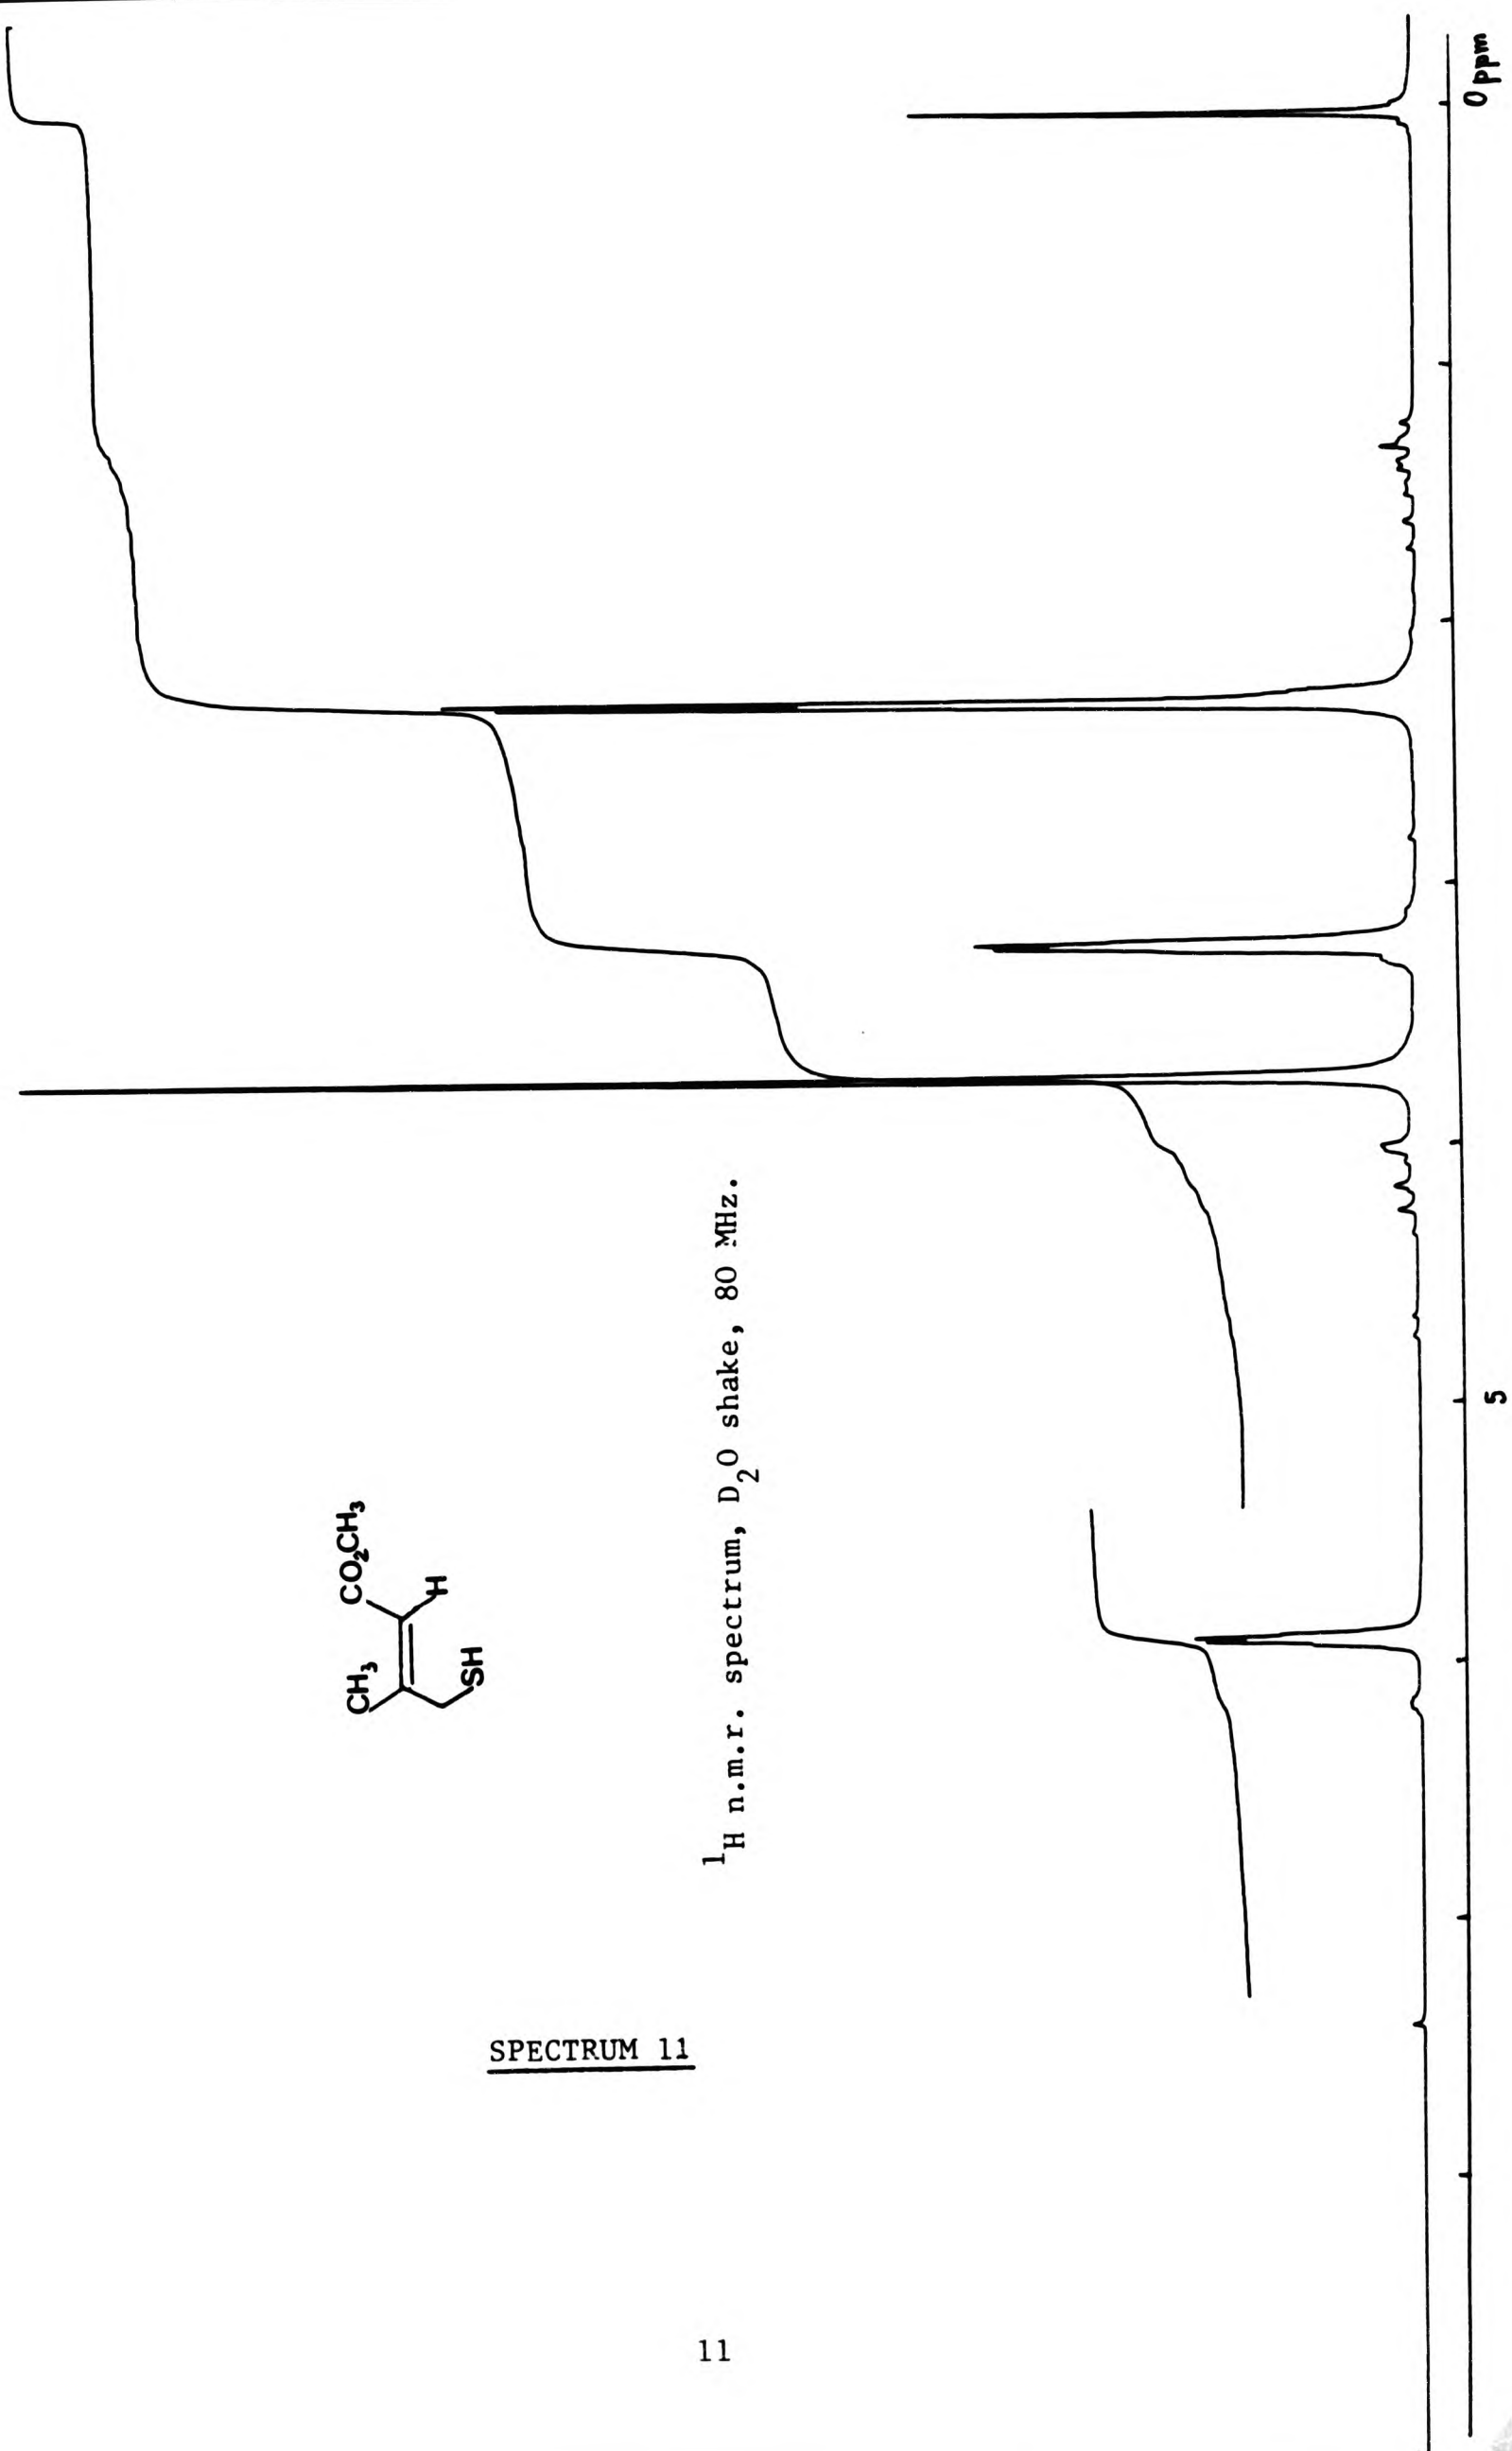 SPECTRUM 11
¹H n.m.r. spectrum, D₂O shake, 80 MHz.
CH₃
CO₂CH₃
H
SH
5
0 ppm
11